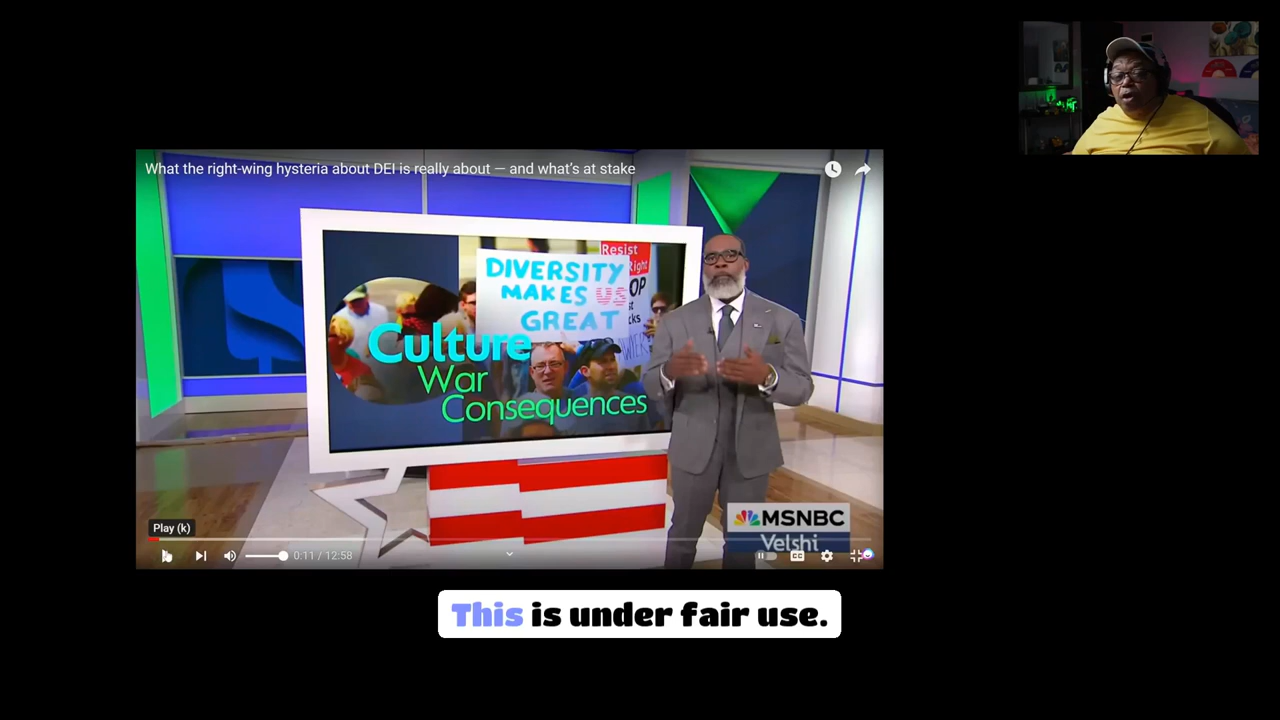 What the right-wing hysteria about DEI is really about — and what's at stake
Resist
Right
DIVERSITY
MAKES US
GREAT
Culture
War
Consequences
MSNBC
Velshi
Play (k)
0:11 / 12:58
CC
This is under fair use.